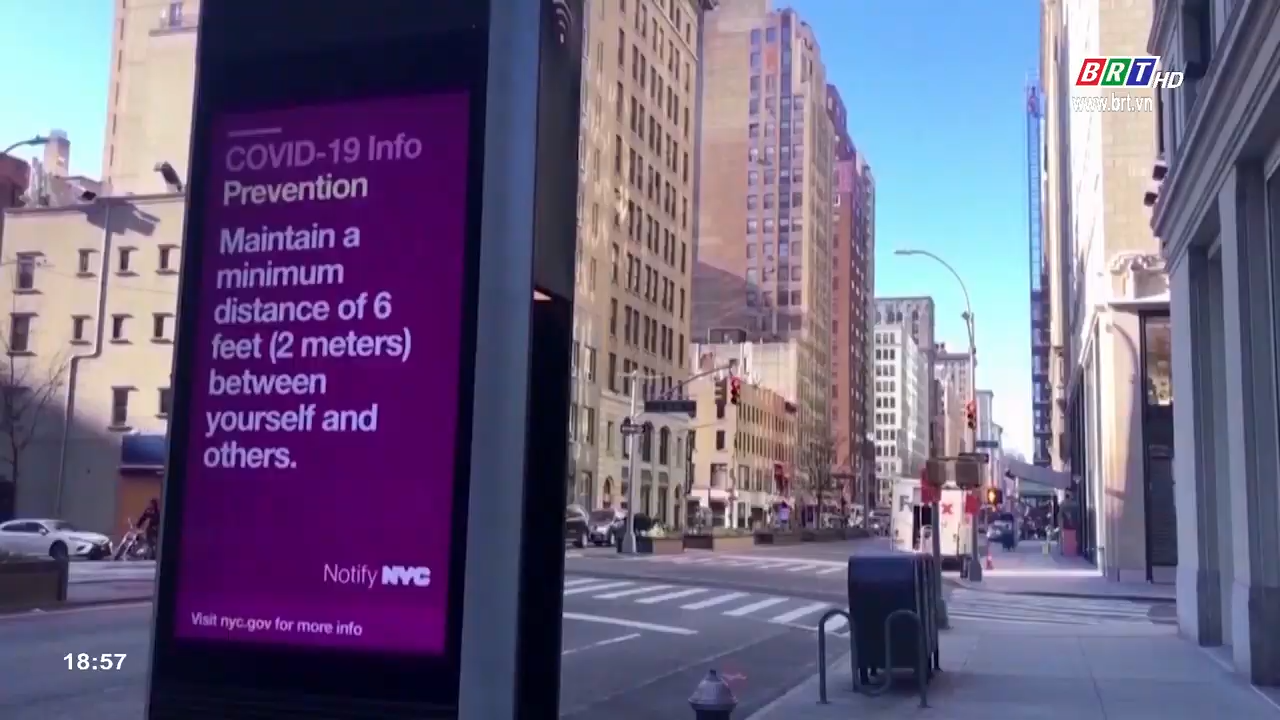 BRT HD
www.brt.vn
COVID-19 Info
Prevention
Maintain a
minimum
distance of 6
feet (2 meters)
between
yourself and
others.
Notify NYC
Visit nyc.gov for more info
18:57